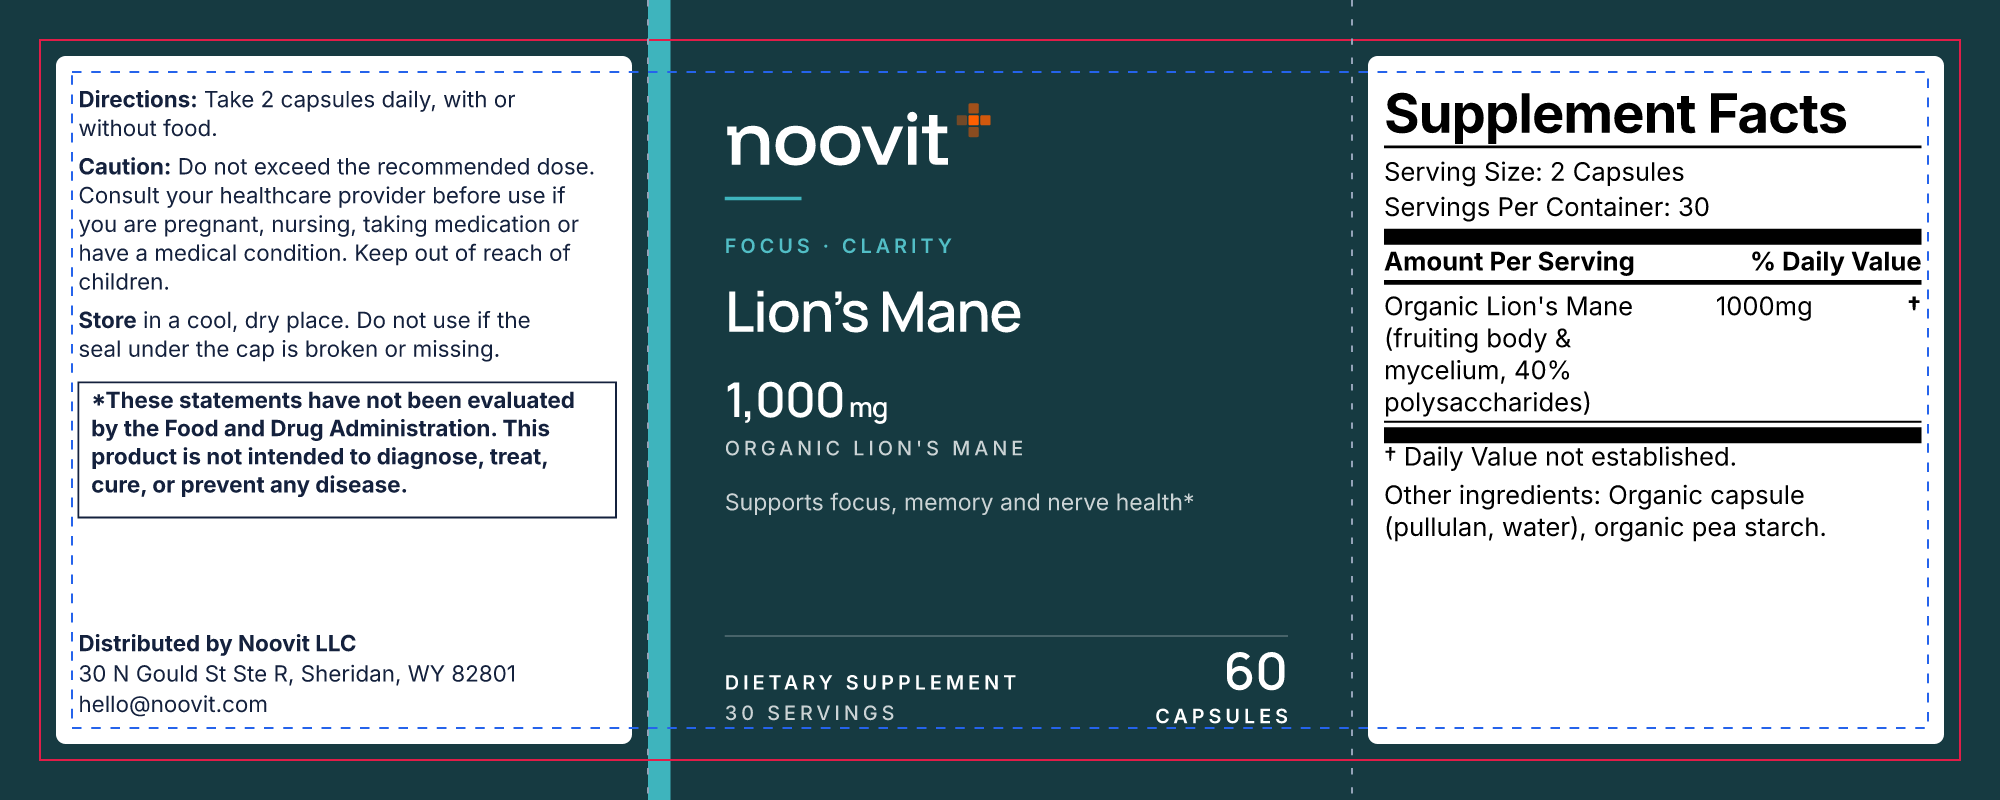 Directions: Take 2 capsules daily, with or
without food.
Caution: Do not exceed the recommended dose.
Consult your healthcare provider before use if
you are pregnant, nursing, taking medication or
have a medical condition. Keep out of reach of
children.
Store in a cool, dry place. Do not use if the
seal under the cap is broken or missing.
*These statements have not been evaluated
by the Food and Drug Administration. This
product is not intended to diagnose, treat,
cure, or prevent any disease.
Distributed by Noovit LLC
30 N Gould St Ste R, Sheridan, WY 82801
hello@noovit.com
noovit
FOCUS · CLARITY
Lion’s Mane
1,000 mg
ORGANIC LION'S MANE
Supports focus, memory and nerve health*
DIETARY SUPPLEMENT
30 SERVINGS
60
CAPSULES
Supplement Facts
Serving Size: 2 Capsules
Servings Per Container: 30
Amount Per Serving % Daily Value
Organic Lion's Mane 1000mg †
(fruiting body &
mycelium, 40%
polysaccharides)
† Daily Value not established.
Other ingredients: Organic capsule
(pullulan, water), organic pea starch.